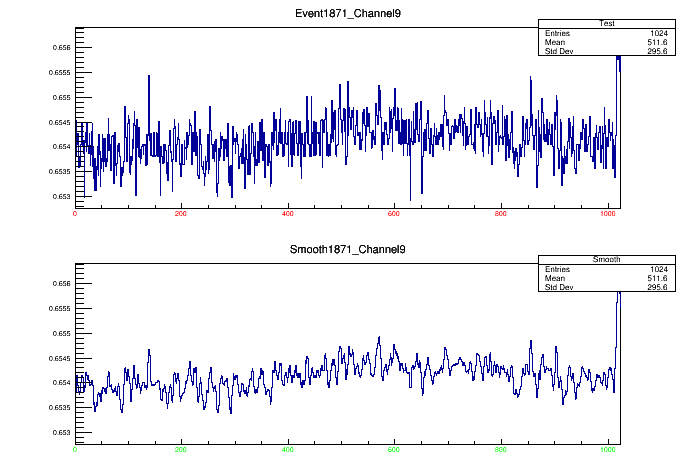 Event1871_Channel9
Test
Entries 1024
Mean 511.6
Std Dev 295.6
0.656
0.6555
0.655
0.6545
0.654
0.6535
0.653
0 200 400 600 800 1000
Smooth1871_Channel9
Smooth
Entries 1024
Mean 511.6
Std Dev 295.6
0.656
0.6555
0.655
0.6545
0.654
0.6535
0.653
0 200 400 600 800 1000